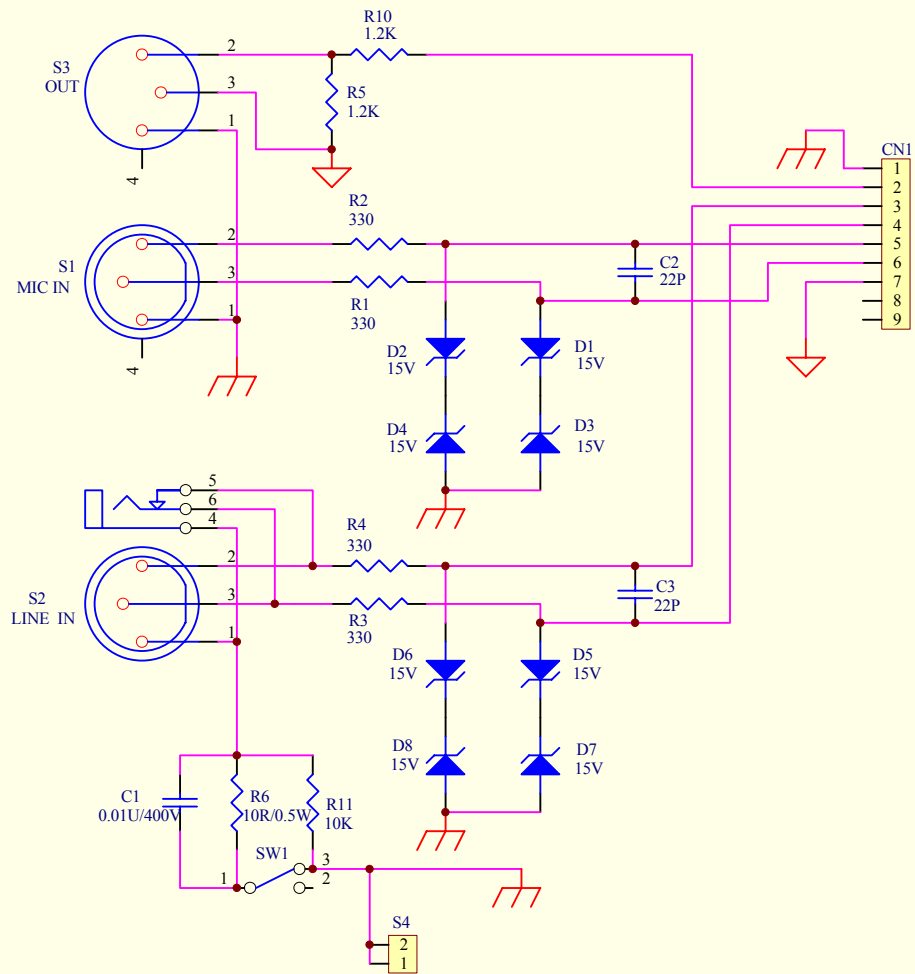 R10
1.2K
S3
OUT
2
3
1
4
R5
1.2K
CN1
1
2
3
4
5
6
7
8
9
R2
330
S1
MIC IN
2
3
1
4
R1
330
C2
22P
D2
15V
D1
15V
D4
15V
D3
15V
5
6
4
R4
330
S2
LINE IN
2
3
1
R3
330
C3
22P
D6
15V
D5
15V
D8
15V
D7
15V
C1
0.01U/400V
R6
10R/0.5W
R11
10K
SW1
1
3
2
S4
2
1